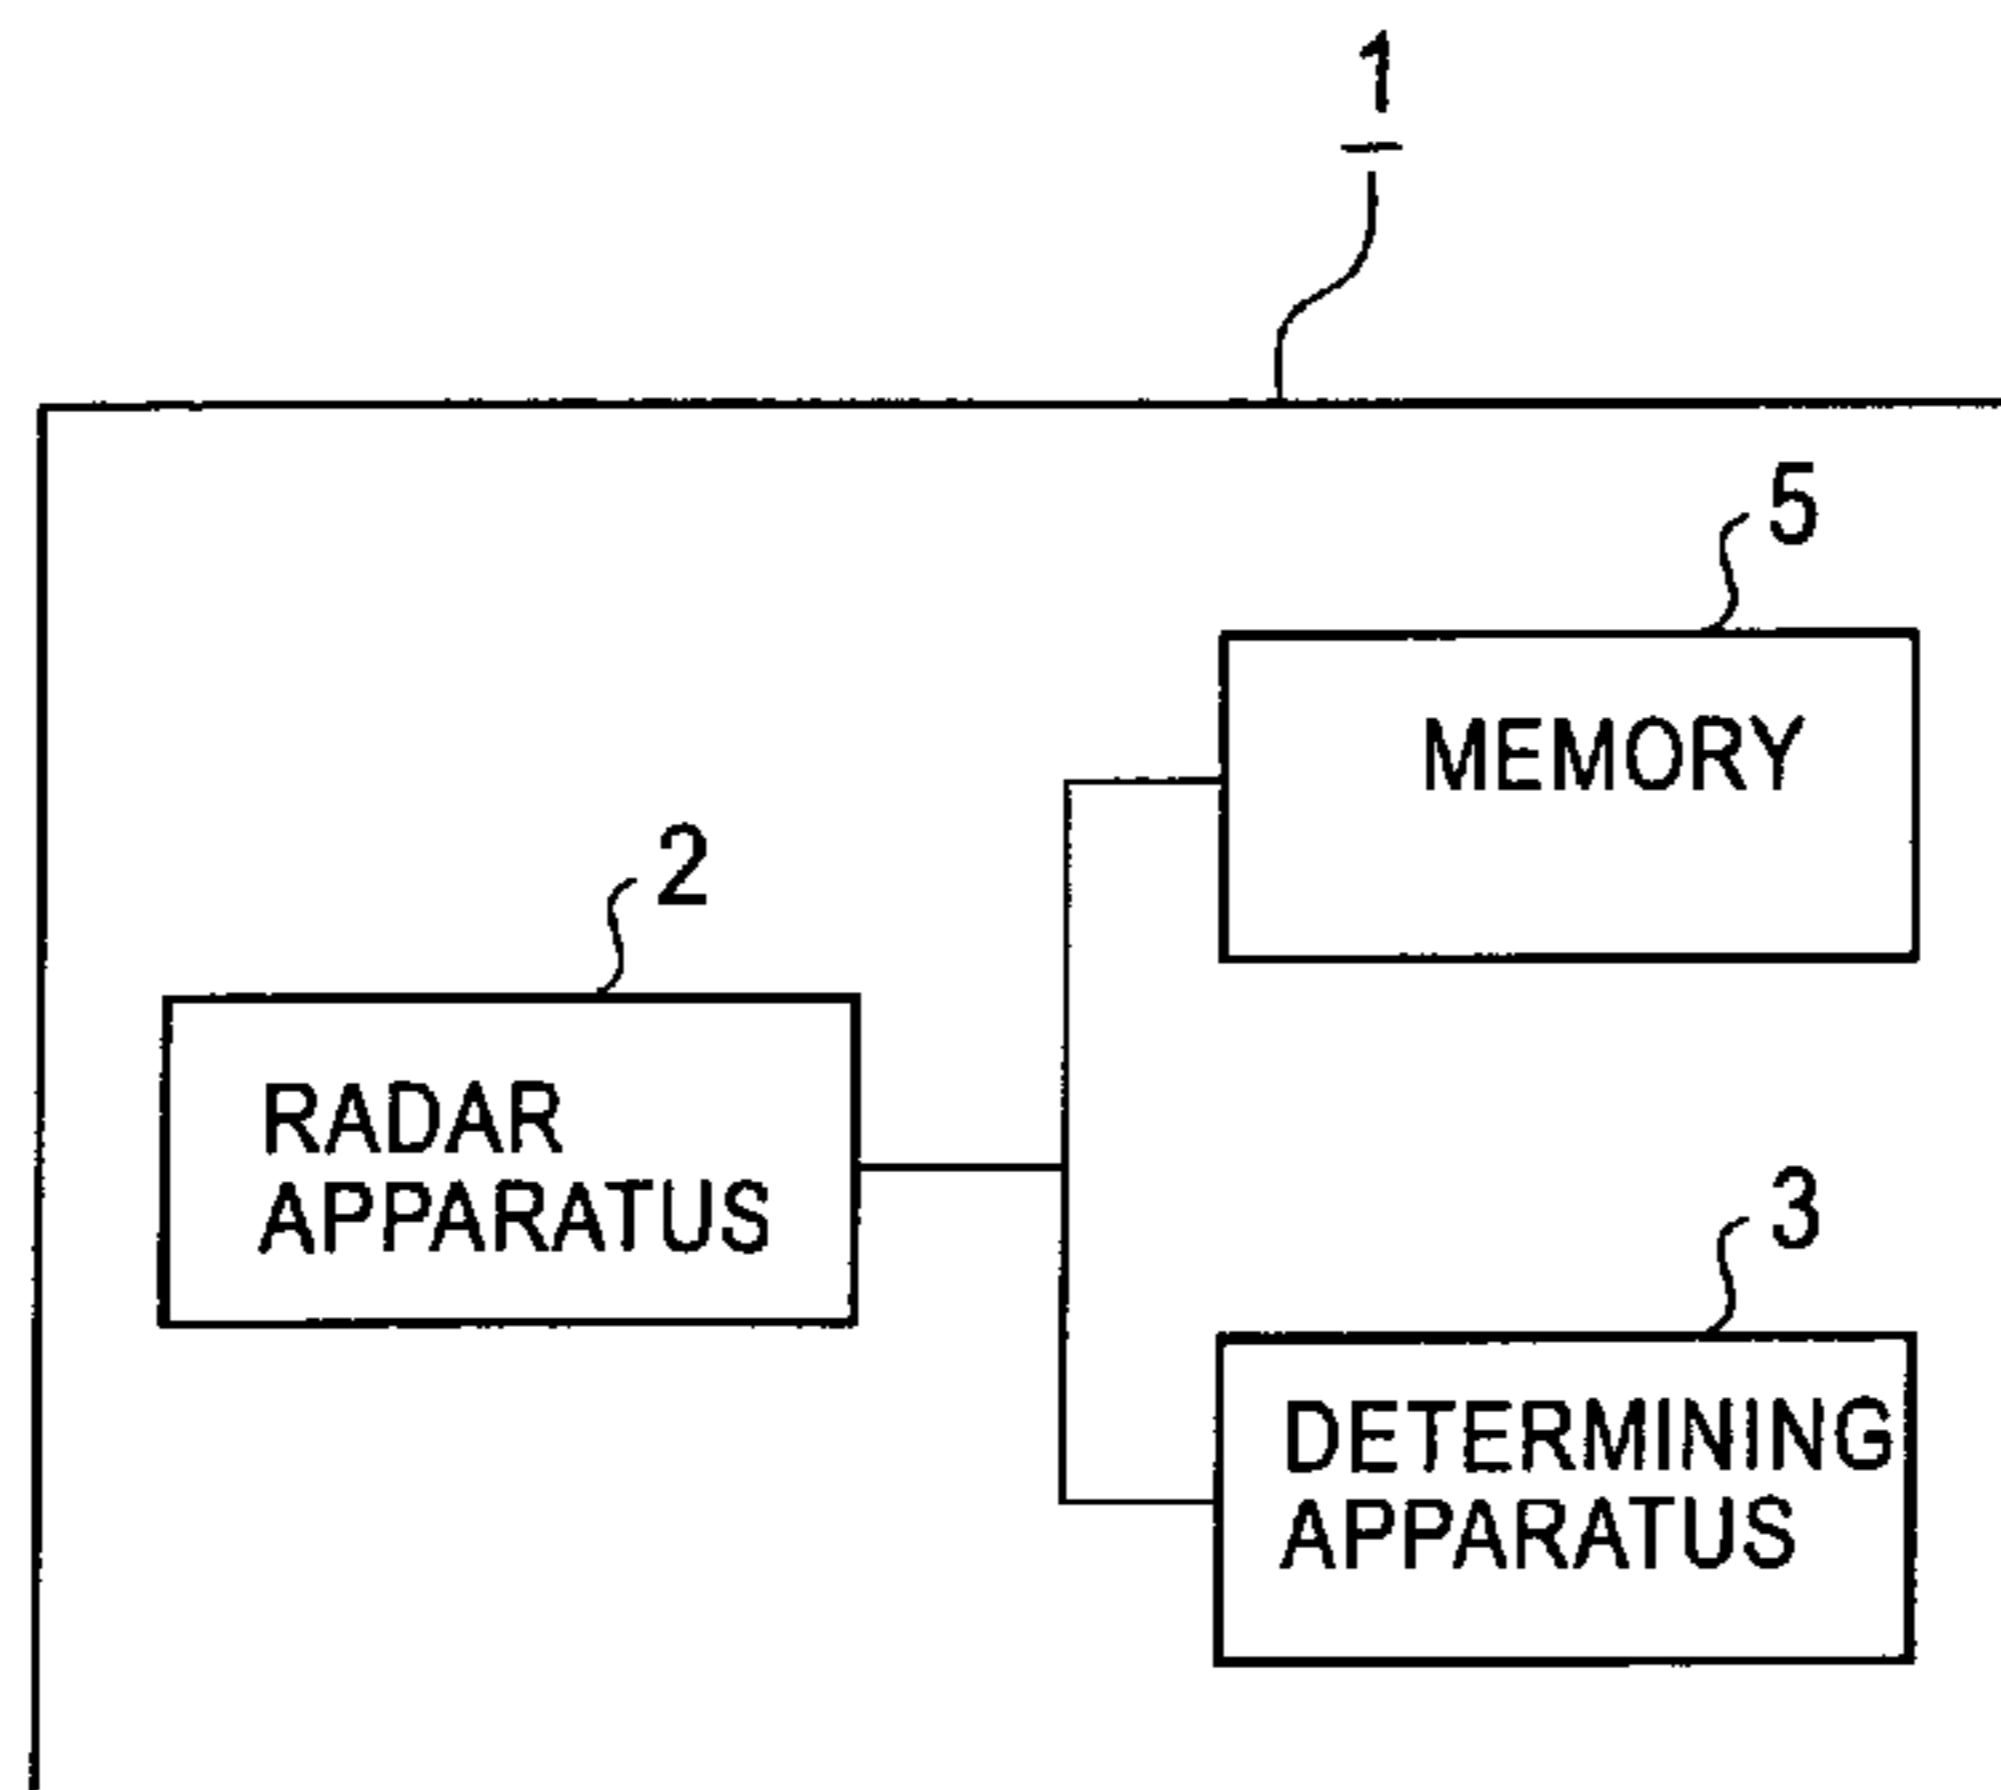 1
5
MEMORY
2
RADAR
APPARATUS
3
DETERMINING
APPARATUS